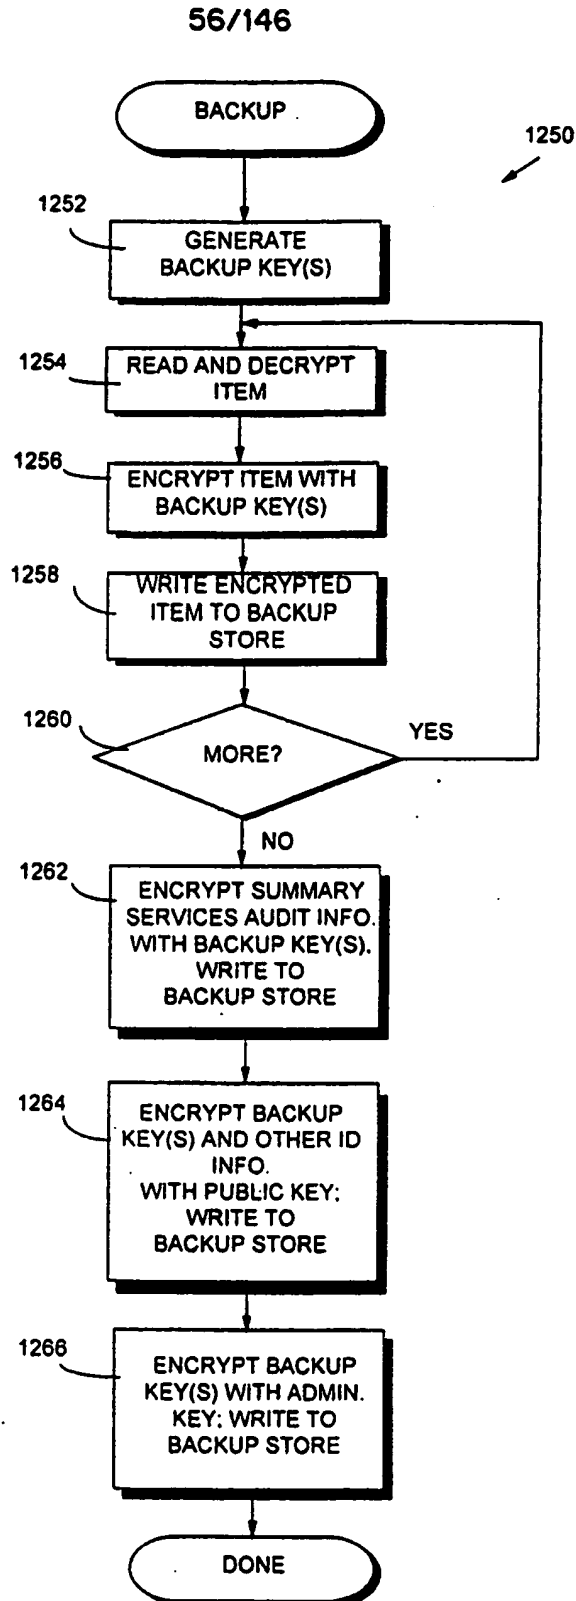 56/146
BACKUP
1250
1252
GENERATE
BACKUP KEY(S)
1254
READ AND DECRYPT
ITEM
1256
ENCRYPT ITEM WITH
BACKUP KEY(S)
1258
WRITE ENCRYPTED
ITEM TO BACKUP
STORE
1260
MORE?
YES
NO
1262
ENCRYPT SUMMARY
SERVICES AUDIT INFO.
WITH BACKUP KEY(S).
WRITE TO
BACKUP STORE
1264
ENCRYPT BACKUP
KEY(S) AND OTHER ID
INFO.
WITH PUBLIC KEY;
WRITE TO
BACKUP STORE
1266
ENCRYPT BACKUP
KEY(S) WITH ADMIN.
KEY; WRITE TO
BACKUP STORE
DONE